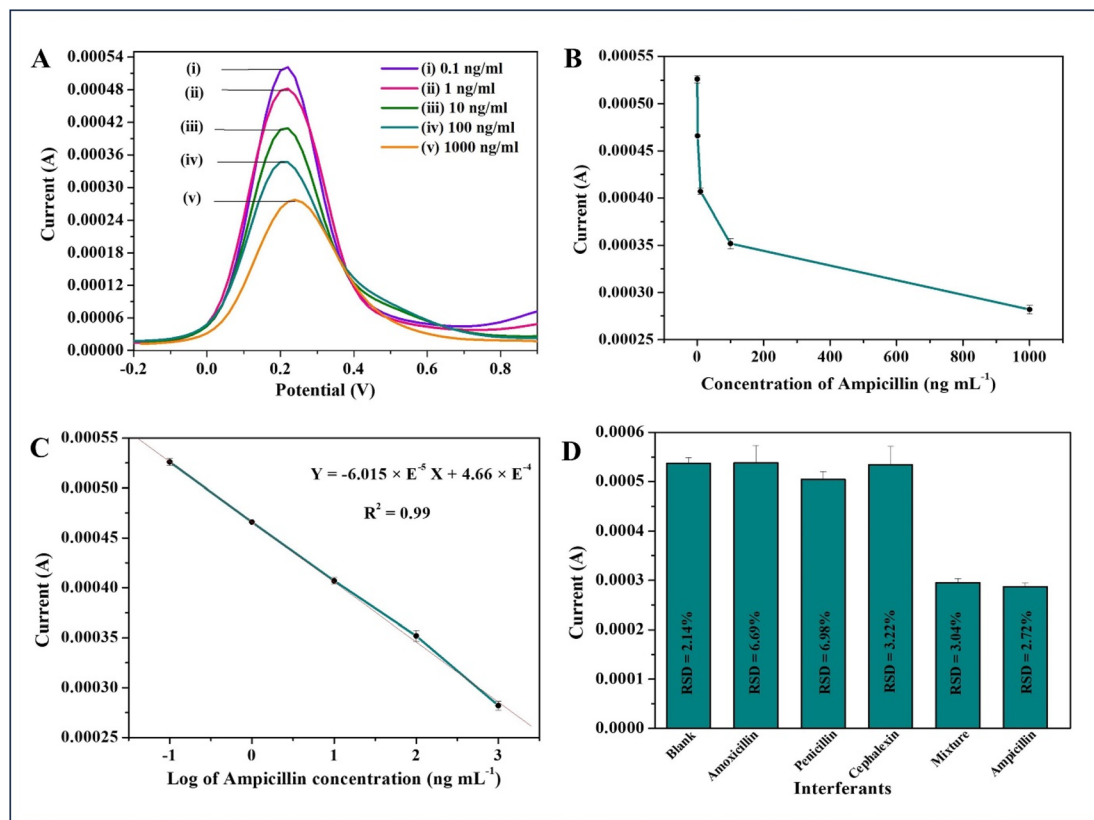 A
0.00054
0.00048
0.00042
0.00036
0.00030
0.00024
0.00018
0.00012
0.00006
0.00000
Current (A)
(i)
(ii)
(iii)
(iv)
(v)
(i) 0.1 ng/ml
(ii) 1 ng/ml
(iii) 10 ng/ml
(iv) 100 ng/ml
(v) 1000 ng/ml
-0.2 0.0 0.2 0.4 0.6 0.8
Potential (V)
B
0.00055
0.00050
0.00045
0.00040
0.00035
0.00030
0.00025
Current (A)
0 200 400 600 800 1000
Concentration of Ampicillin (ng mL⁻¹)
C
0.00055
0.00050
0.00045
0.00040
0.00035
0.00030
0.00025
Current (A)
Y = -6.015 × E⁻⁵ X + 4.66 × E⁻⁴
R² = 0.99
-1 0 1 2 3
Log of Ampicillin concentration (ng mL⁻¹)
D
0.0006
0.0005
0.0004
0.0003
0.0002
0.0001
0.0000
Current (A)
RSD = 2.14%
RSD = 6.69%
RSD = 6.98%
RSD = 3.22%
RSD = 3.04%
RSD = 2.72%
Blank
Amoxicillin
Penicillin
Cephalexin
Mixture
Ampicillin
Interferants